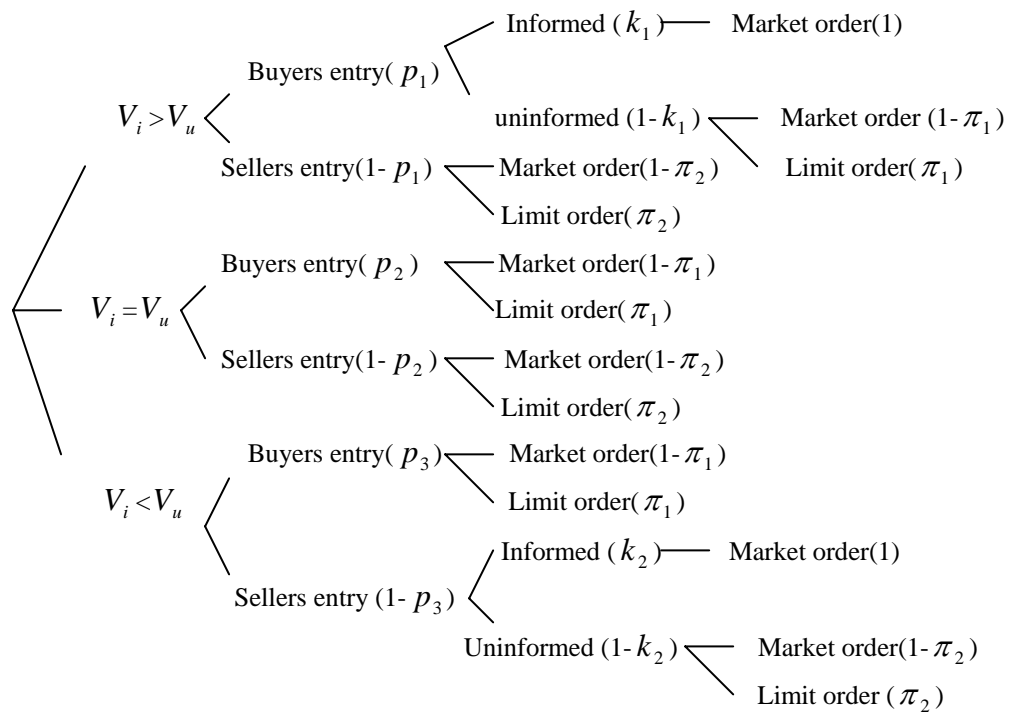 Informed (k₁) Market order(1)
Buyers entry( p₁)
Vᵢ >Vᵤ uninformed (1- k₁) Market order (1- π₁)
Sellers entry(1- p₁) Market order(1- π₂) Limit order(π₁)
Limit order( π₂)
Buyers entry( p₂) Market order(1- π₁)
Limit order(π₁)
Vᵢ =Vᵤ
Sellers entry(1- p₂) Market order(1- π₂)
Limit order( π₂)
Buyers entry( p₃) Market order(1- π₁)
Vᵢ <Vᵤ Limit order(π₁)
Informed (k₂) Market order(1)
Sellers entry (1- p₃)
Uninformed (1- k₂) Market order(1- π₂)
Limit order (π₂)